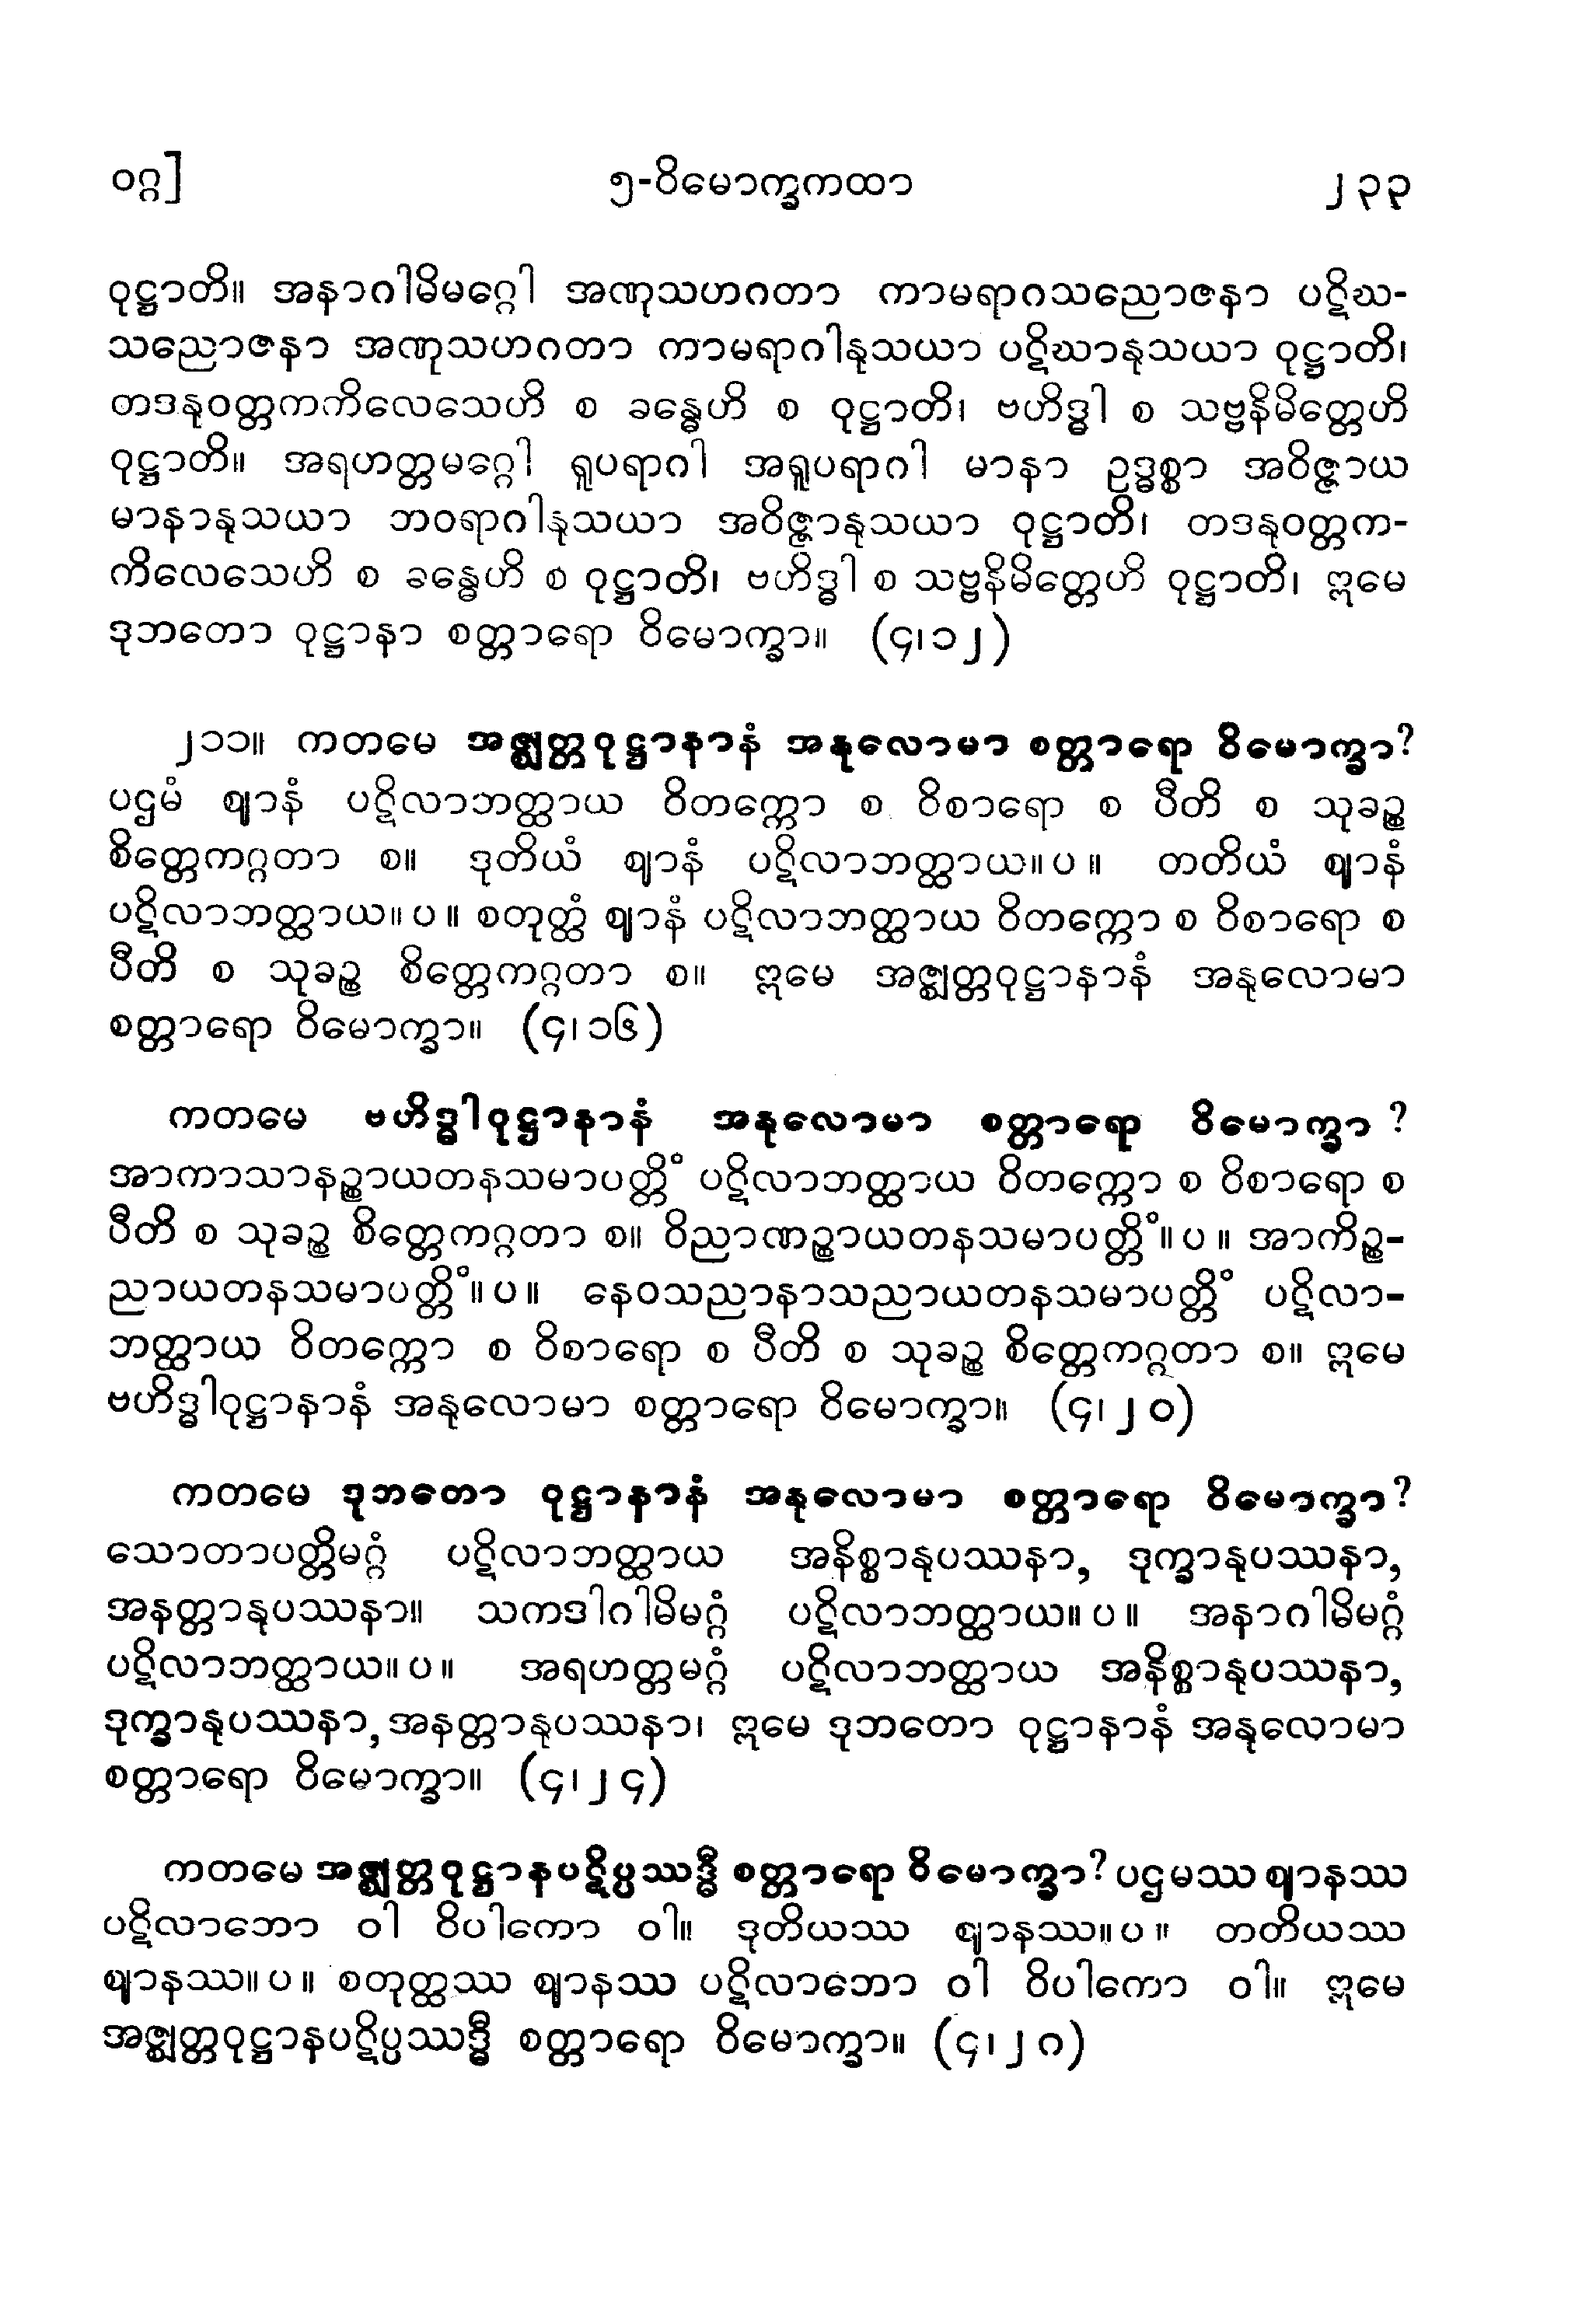 ဝဂ္ဂ] ၅-ဝိမောက္ခကထာ ၂၃၃
ဝုဋ္ဌာတိ။ အနာဂါမိမဂ္ဂေါ အဏုသဟဂတာ ကာမရာဂသညောဇနာ ပဋိဃ-
သညောဇနာ အဏုသဟဂတာ ကာမရာဂါနုသယာ ပဋိဃာနုသယာ ဝုဋ္ဌာတိ၊
တဒနုဝတ္တကကိလေသေဟိ စ ခန္ဓေဟိ စ ဝုဋ္ဌာတိ၊ ဗဟိဒ္ဓါ စ သဗ္ဗနိမိတ္တေဟိ
ဝုဋ္ဌာတိ။ အရဟတ္တမဂ္ဂေါ ရူပရာဂါ အရူပရာဂါ မာနာ ဥဒ္ဓစ္စာ အဝိဇ္ဇာယ
မာနာနုသယာ ဘဝရာဂါနုသယာ အဝိဇ္ဇာနုသယာ ဝုဋ္ဌာတိ၊ တဒနုဝတ္တက-
ကိလေသေဟိ စ ခန္ဓေဟိ စ ဝုဋ္ဌာတိ၊ ဗဟိဒ္ဓါ စ သဗ္ဗနိမိတ္တေဟိ ဝုဋ္ဌာတိ၊ ဣမေ
ဒုဘတော ဝုဋ္ဌာနာ စတ္တာရော ဝိမောက္ခာ။ (၄၊၁၂)
၂၁၁။ ကတမေ အဇ္ဈတ္တဝုဋ္ဌာနာနံ အနုလောမာ စတ္တာရော ဝိမောက္ခာ?
ပဌမံ ဈာနံ ပဋိလာဘတ္ထာယ ဝိတက္ကော စ ဝိစာရော စ ပီတိ စ သုခဉ္စ
စိတ္တေကဂ္ဂတာ စ။ ဒုတိယံ ဈာနံ ပဋိလာဘတ္ထာယ။ပ။ တတိယံ ဈာနံ
ပဋိလာဘတ္ထာယ။ပ။ စတုတ္ထံ ဈာနံ ပဋိလာဘတ္ထာယ ဝိတက္ကော စ ဝိစာရော စ
ပီတိ စ သုခဉ္စ စိတ္တေကဂ္ဂတာ စ။ ဣမေ အဇ္ဈတ္တဝုဋ္ဌာနာနံ အနုလောမာ
စတ္တာရော ဝိမောက္ခာ။ (၄၊၁၆)
ကတမေ ဗဟိဒ္ဓါဝုဋ္ဌာနာနံ အနုလောမာ စတ္တာရော ဝိမောက္ခာ ?
အာကာသာနဉ္စာယတနသမာပတ္တိံ ပဋိလာဘတ္ထာယ ဝိတက္ကော စ ဝိစာရော စ
ပီတိ စ သုခဉ္စ စိတ္တေကဂ္ဂတာ စ။ ဝိညာဏဉ္စာယတနသမာပတ္တိံ။ပ။ အာကိဉ္စ-
ညာယတနသမာပတ္တိံ။ပ။ နေဝသညာနာသညာယတနသမာပတ္တိံ ပဋိလာ-
ဘတ္ထာယ ဝိတက္ကော စ ဝိစာရော စ ပီတိ စ သုခဉ္စ စိတ္တေကဂ္ဂတာ စ။ ဣမေ
ဗဟိဒ္ဓါဝုဋ္ဌာနာနံ အနုလောမာ စတ္တာရော ဝိမောက္ခာ။ (၄၊၂၀)
ကတမေ ဒုဘတော ဝုဋ္ဌာနာနံ အနုလောမာ စတ္တာရော ဝိမောက္ခာ?
သောတာပတ္တိမဂ္ဂံ ပဋိလာဘတ္ထာယ အနိစ္စာနုပဿနာ, ဒုက္ခာနုပဿနာ,
အနတ္တာနုပဿနာ။ သကဒါဂါမိမဂ္ဂံ ပဋိလာဘတ္ထာယ။ပ။ အနာဂါမိမဂ္ဂံ
ပဋိလာဘတ္ထာယ။ပ။ အရဟတ္တမဂ္ဂံ ပဋိလာဘတ္ထာယ အနိစ္စာနုပဿနာ,
ဒုက္ခာနုပဿနာ, အနတ္တာနုပဿနာ၊ ဣမေ ဒုဘတော ဝုဋ္ဌာနာနံ အနုလောမာ
စတ္တာရော ဝိမောက္ခာ။ (၄၊၂၄)
ကတမေ အဇ္ဈတ္တဝုဋ္ဌာနပဋိပ္ပဿဒ္ဓီ စတ္တာရော ဝိမောက္ခာ? ပဌမဿ ဈာနဿ
ပဋိလာဘော ဝါ ဝိပါကော ဝါ။ ဒုတိယဿ ဈာနဿ။ပ။ တတိယဿ
ဈာနဿ။ပ။ စတုတ္ထဿ ဈာနဿ ပဋိလာဘော ဝါ ဝိပါကော ဝါ။ ဣမေ
အဇ္ဈတ္တဝုဋ္ဌာနပဋိပ္ပဿဒ္ဓီ စတ္တာရော ဝိမောက္ခာ။ (၄၊၂၈)